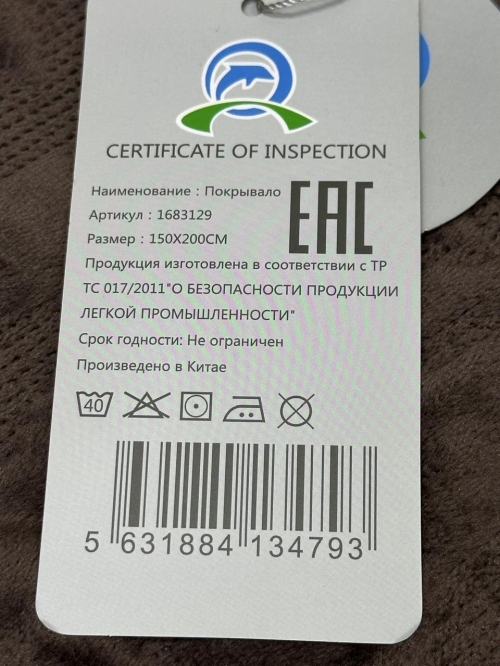 CERTIFICATE OF INSPECTION
Наименование : Покрывало
Артикул : 1683129
EAC
Размер : 150X200CM
Продукция изготовлена в соответствии с ТР
ТС 017/2011"О БЕЗОПАСНОСТИ ПРОДУКЦИИ
ЛЕГКОЙ ПРОМЫШЛЕННОСТИ"
Срок годности: Не ограничен
Произведено в Китае
40
5 631884 134793